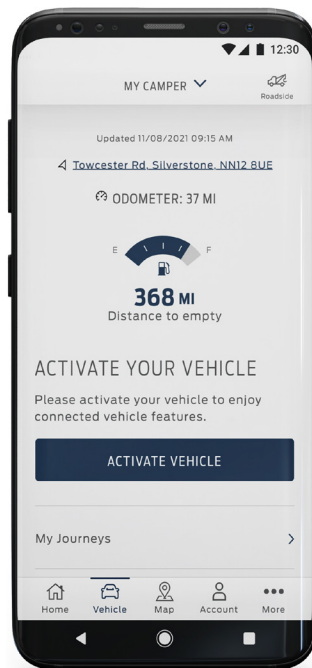 12:30
MY CAMPER
Roadside
Updated 11/08/2021 09:15 AM
Towcester Rd, Silverstone, NN12 8UE
ODOMETER: 37 MI
E F
368 MI
Distance to empty
ACTIVATE YOUR VEHICLE
Please activate your vehicle to enjoy
connected vehicle features.
ACTIVATE VEHICLE
My Journeys
Home Vehicle Map Account More